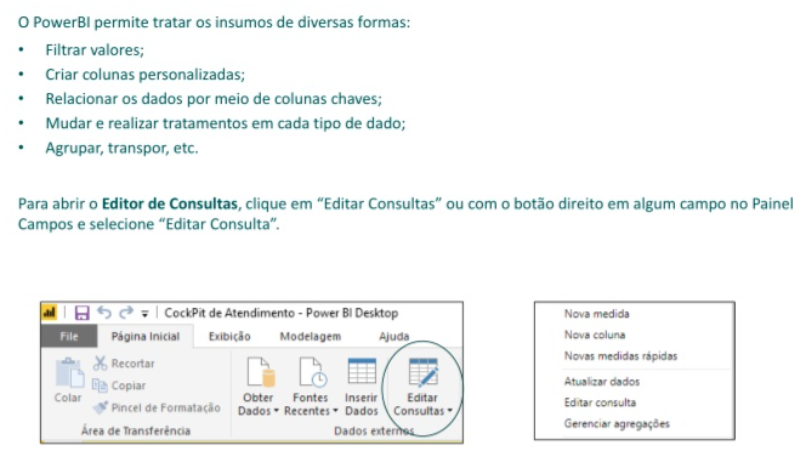 O PowerBI permite tratar os insumos de diversas formas:
• Filtrar valores;
• Criar colunas personalizadas;
• Relacionar os dados por meio de colunas chaves;
• Mudar e realizar tratamentos em cada tipo de dado;
• Agrupar, transpor, etc.
Para abrir o Editor de Consultas, clique em “Editar Consultas” ou com o botão direito em algum campo no Painel
Campos e selecione “Editar Consulta”.
CockPit de Atendimento - Power BI Desktop
File Página Inicial Exibição Modelagem Ajuda
Recortar
Copiar
Pincel de Formatação
Colar
Área de Transferência
Obter
Dados
Fontes
Recentes
Inserir
Dados
Editar
Consultas
Dados externos
Nova medida
Nova coluna
Novas medidas rápidas
Atualizar dados
Editar consulta
Gerenciar agregações